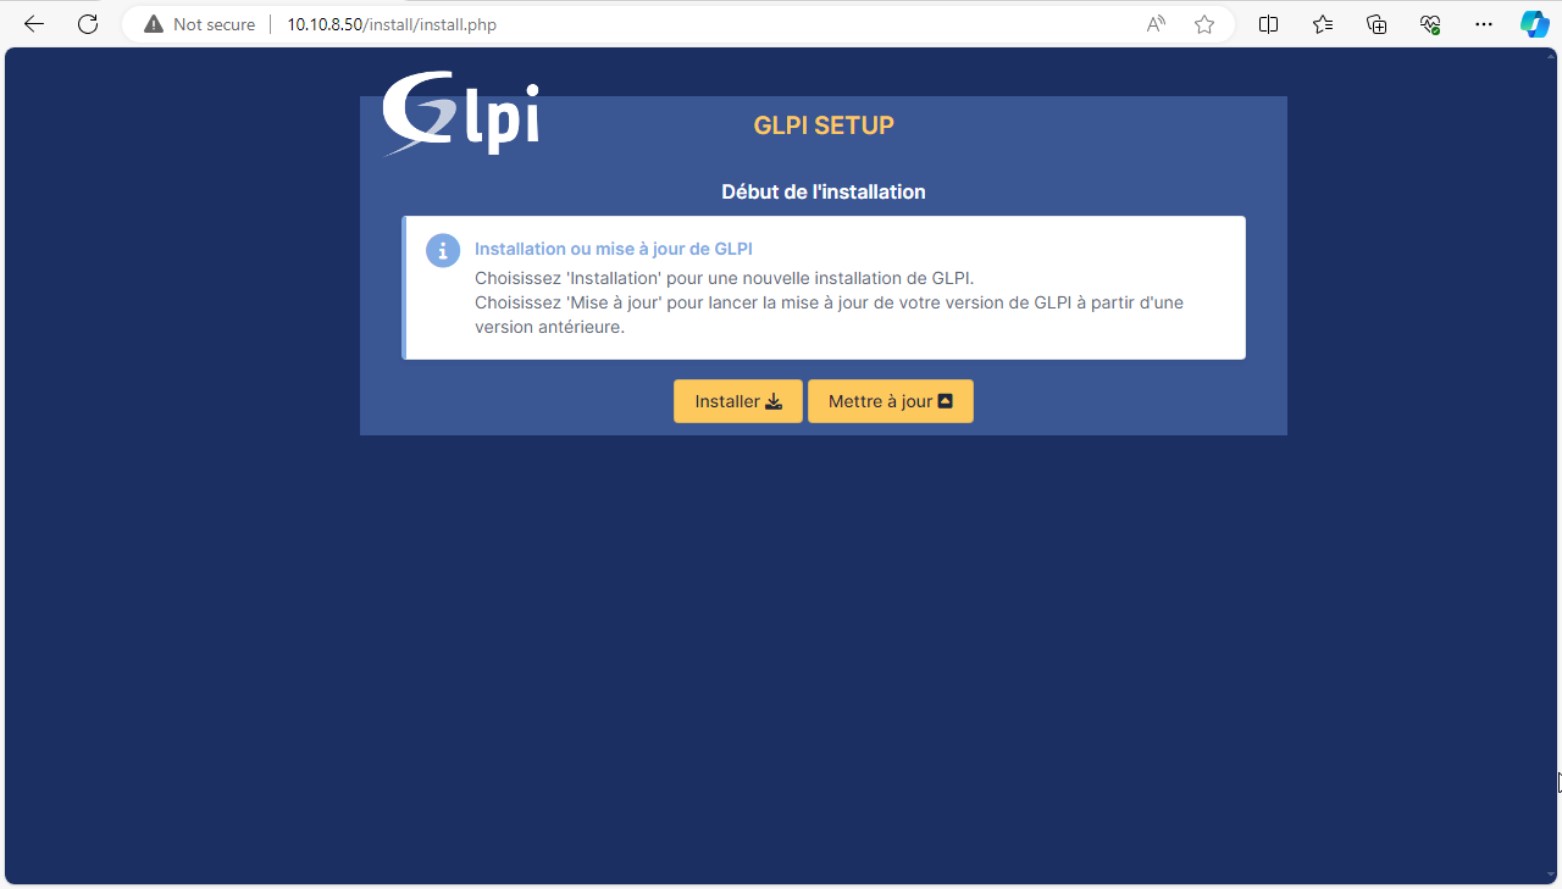 Not secure 10.10.8.50/install/install.php
Glpi
GLPI SETUP
Début de l'installation
Installation ou mise à jour de GLPI
Choisissez 'Installation' pour une nouvelle installation de GLPI.
Choisissez 'Mise à jour' pour lancer la mise à jour de votre version de GLPI à partir d'une
version antérieure.
Installer Mettre à jour